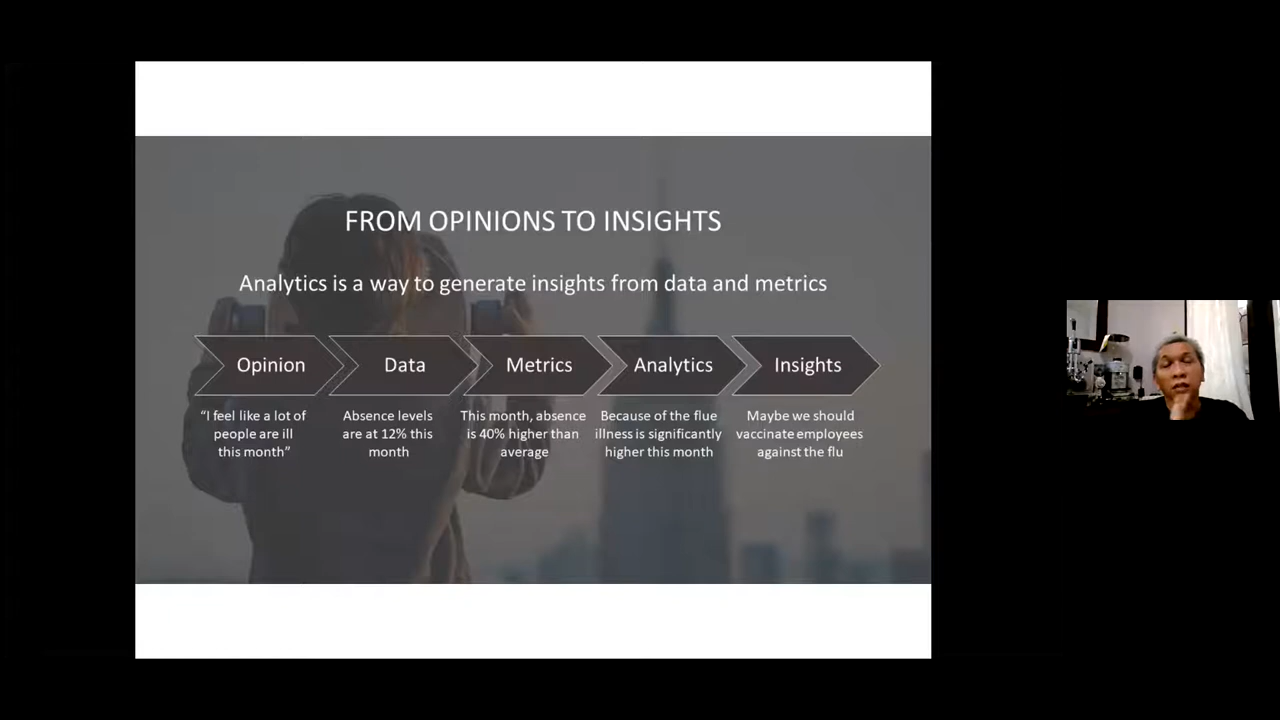 FROM OPINIONS TO INSIGHTS
Analytics is a way to generate insights from data and metrics
Opinion
Data
Metrics
Analytics
Insights
“I feel like a lot of
people are ill
this month”
Absence levels
are at 12% this
month
This month, absence
is 40% higher than
average
Because of the flue
illness is significantly
higher this month
Maybe we should
vaccinate employees
against the flu